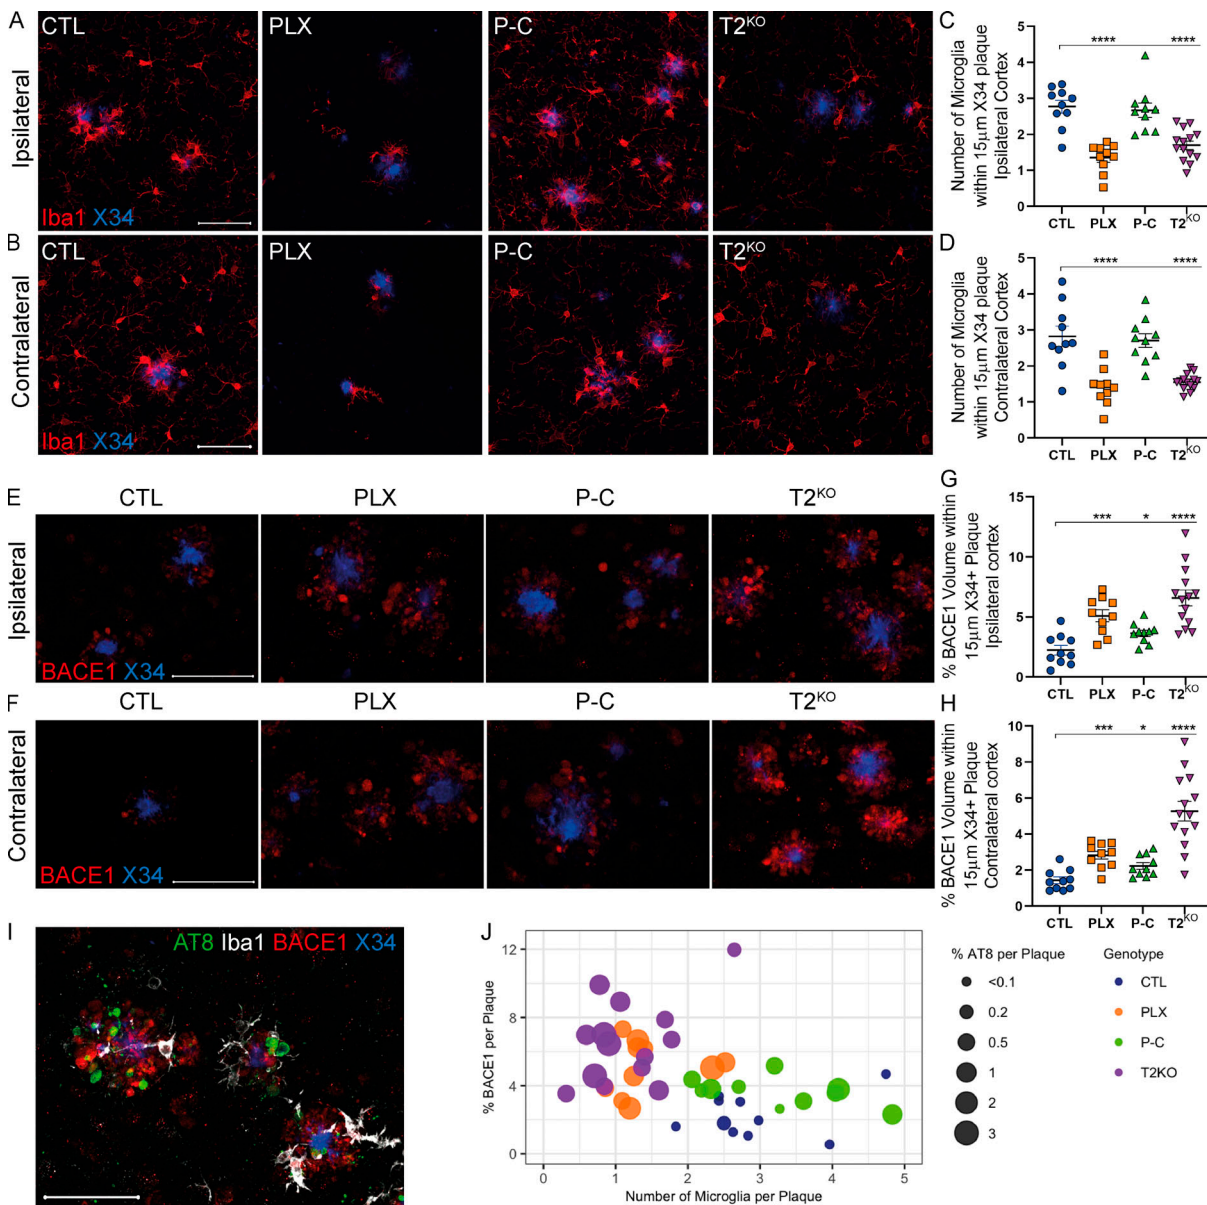 A
CTL
PLX
P-C
T2KO
Ipsilateral
Iba1 X34
C
Number of Microglia
within 15µm X34 plaque
Ipsilateral Cortex
5
4
3
2
1
0
**** ****
CTL PLX P-C T2KO
B
CTL
PLX
P-C
T2KO
Contralateral
Iba1 X34
D
Number of Microglia
within 15µm X34 plaque
Contralateral Cortex
5
4
3
2
1
0
**** ****
CTL PLX P-C T2KO
E
CTL
PLX
P-C
T2KO
Ipsilateral
BACE1 X34
G
% BACE1 Volume within
15µm X34+ Plaque
Ipsilateral cortex
15
10
5
0
*** * ****
CTL PLX P-C T2KO
F
CTL
PLX
P-C
T2KO
Contralateral
BACE1 X34
H
% BACE1 Volume within
15µm X34+ Plaque
Contralateral cortex
10
8
6
4
2
0
*** * ****
CTL PLX P-C T2KO
I
AT8 Iba1 BACE1 X34
J
% BACE1 per Plaque
12
8
4
0
0 1 2 3 4 5
Number of Microglia per Plaque
% AT8 per Plaque
<0.1
0.2
0.5
1
2
3
Genotype
CTL
PLX
P-C
T2KO